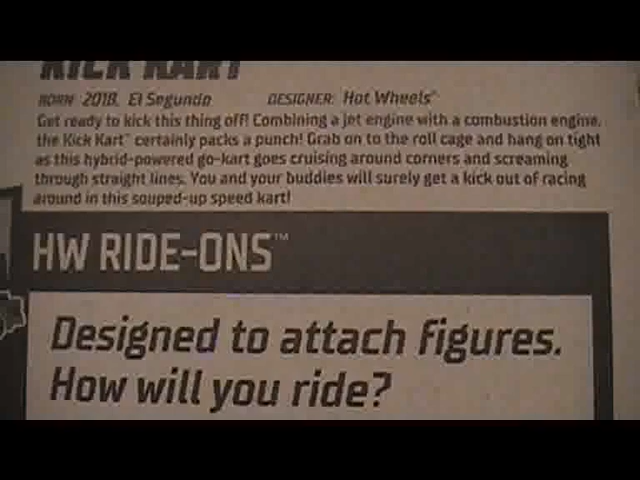 KICK KART
BORN: 2018, El Segundo DESIGNER: Hot Wheels™
Get ready to kick this thing off! Combining a jet engine with a combustion engine,
the Kick Kart™ certainly packs a punch! Grab on to the roll cage and hang on tight
as this hybrid-powered go-kart goes cruising around corners and screaming
through straight lines. You and your buddies will surely get a kick out of racing
around in this souped-up speed kart!
HW RIDE-ONS™
Designed to attach figures.
How will you ride?